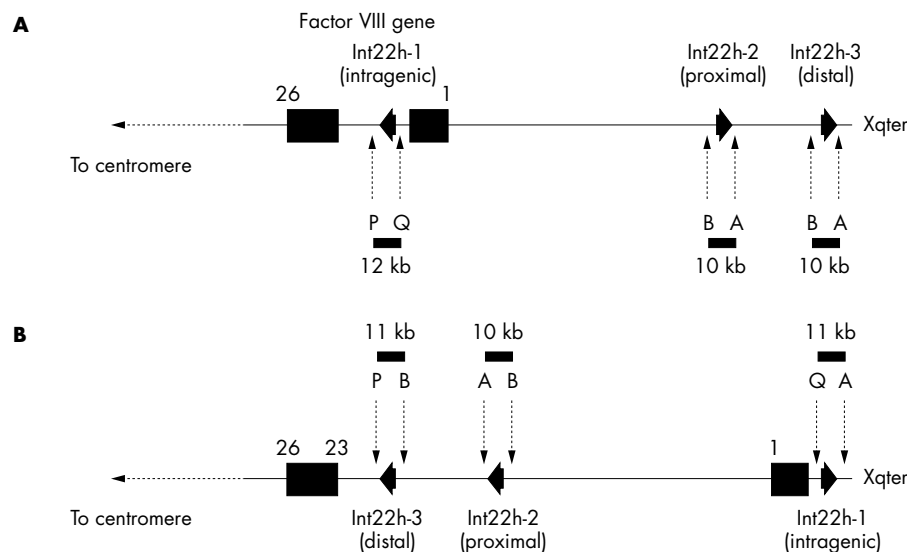 A
Factor VIII gene
Int22h-1
(intragenic)
Int22h-2
(proximal)
Int22h-3
(distal)
26
1
Xqter
To centromere
P Q
B A
B A
12 kb
10 kb
10 kb
B
11 kb
10 kb
11 kb
P B
A B
Q A
26
23
1
Xqter
To centromere
Int22h-3
(distal)
Int22h-2
(proximal)
Int22h-1
(intragenic)